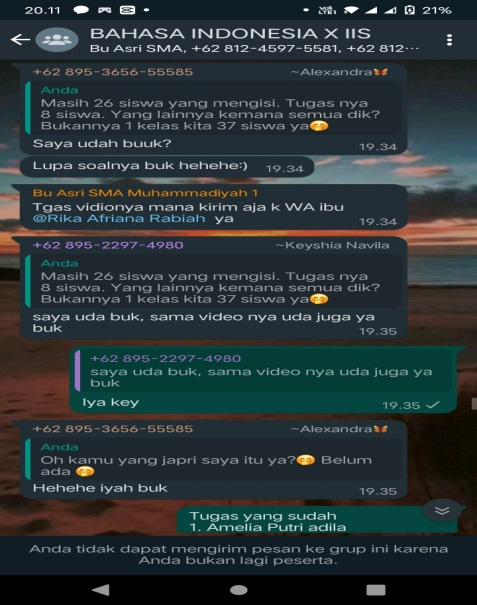 20.11
21%
BAHASA INDONESIA X IIS
Bu Asri SMA, +62 812-4597-5581, +62 812...
+62 895-3656-55585 ~Alexandra
Anda
Masih 26 siswa yang mengisi. Tugas nya
8 siswa. Yang lainnya kemana semua dik?
Bukannya 1 kelas kita 37 siswa ya
Saya udah buuk?
19.34
Lupa soalnya buk hehehe:) 19.34
Bu Asri SMA Muhammadiyah 1
Tgas vidionya mana kirim aja k WA ibu
@Rika Afriana Rabiah ya
19.34
+62 895-2297-4980 ~Keyshia Navila
Anda
Masih 26 siswa yang mengisi. Tugas nya
8 siswa. Yang lainnya kemana semua dik?
Bukannya 1 kelas kita 37 siswa ya
saya uda buk, sama video nya uda juga ya
buk
19.35
+62 895-2297-4980
saya uda buk, sama video nya uda juga ya
buk
Iya key
19.35
+62 895-3656-55585 ~Alexandra
Anda
Oh kamu yang japri saya itu ya? Belum
ada
Hehehe iyah buk
19.35
Tugas yang sudah
1. Amelia Putri adila
Anda tidak dapat mengirim pesan ke grup ini karena
Anda bukan lagi peserta.